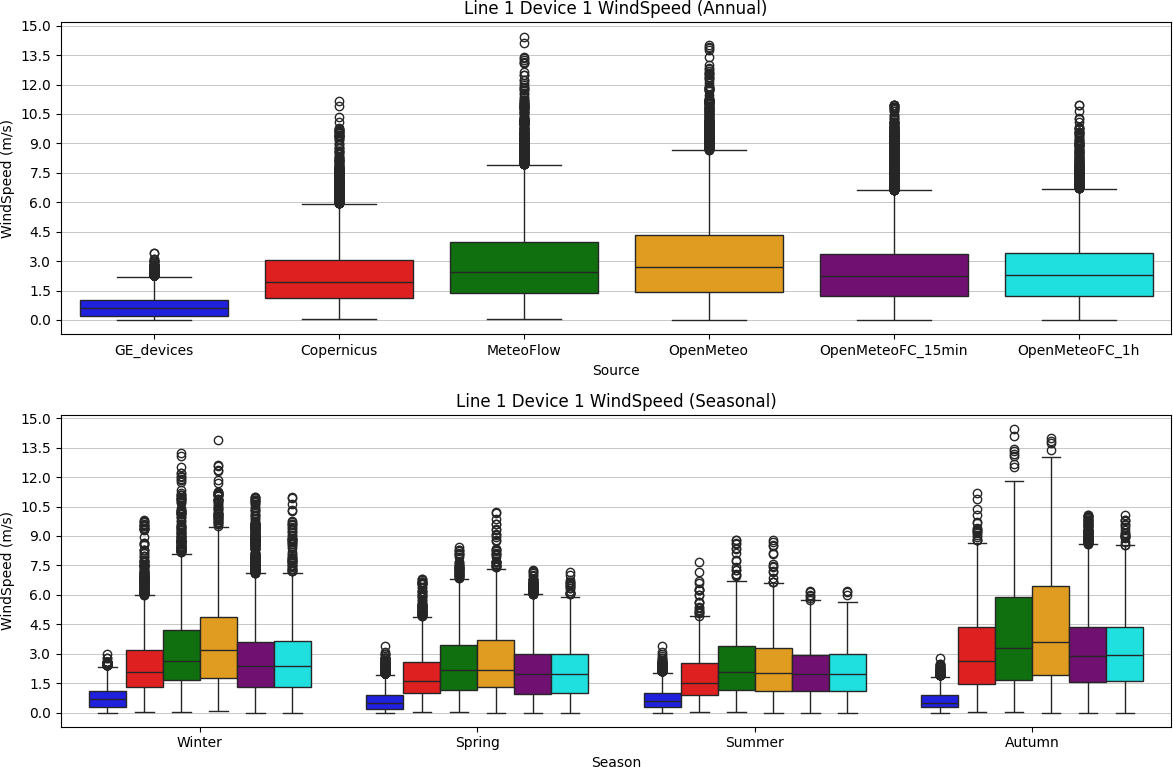 Line 1 Device 1 WindSpeed (Annual)
WindSpeed (m/s)
15.0
13.5
12.0
10.5
9.0
7.5
6.0
4.5
3.0
1.5
0.0
GE_devices Copernicus MeteoFlow OpenMeteo OpenMeteoFC_15min OpenMeteoFC_1h
Source
Line 1 Device 1 WindSpeed (Seasonal)
WindSpeed (m/s)
15.0
13.5
12.0
10.5
9.0
7.5
6.0
4.5
3.0
1.5
0.0
Winter Spring Summer Autumn
Season